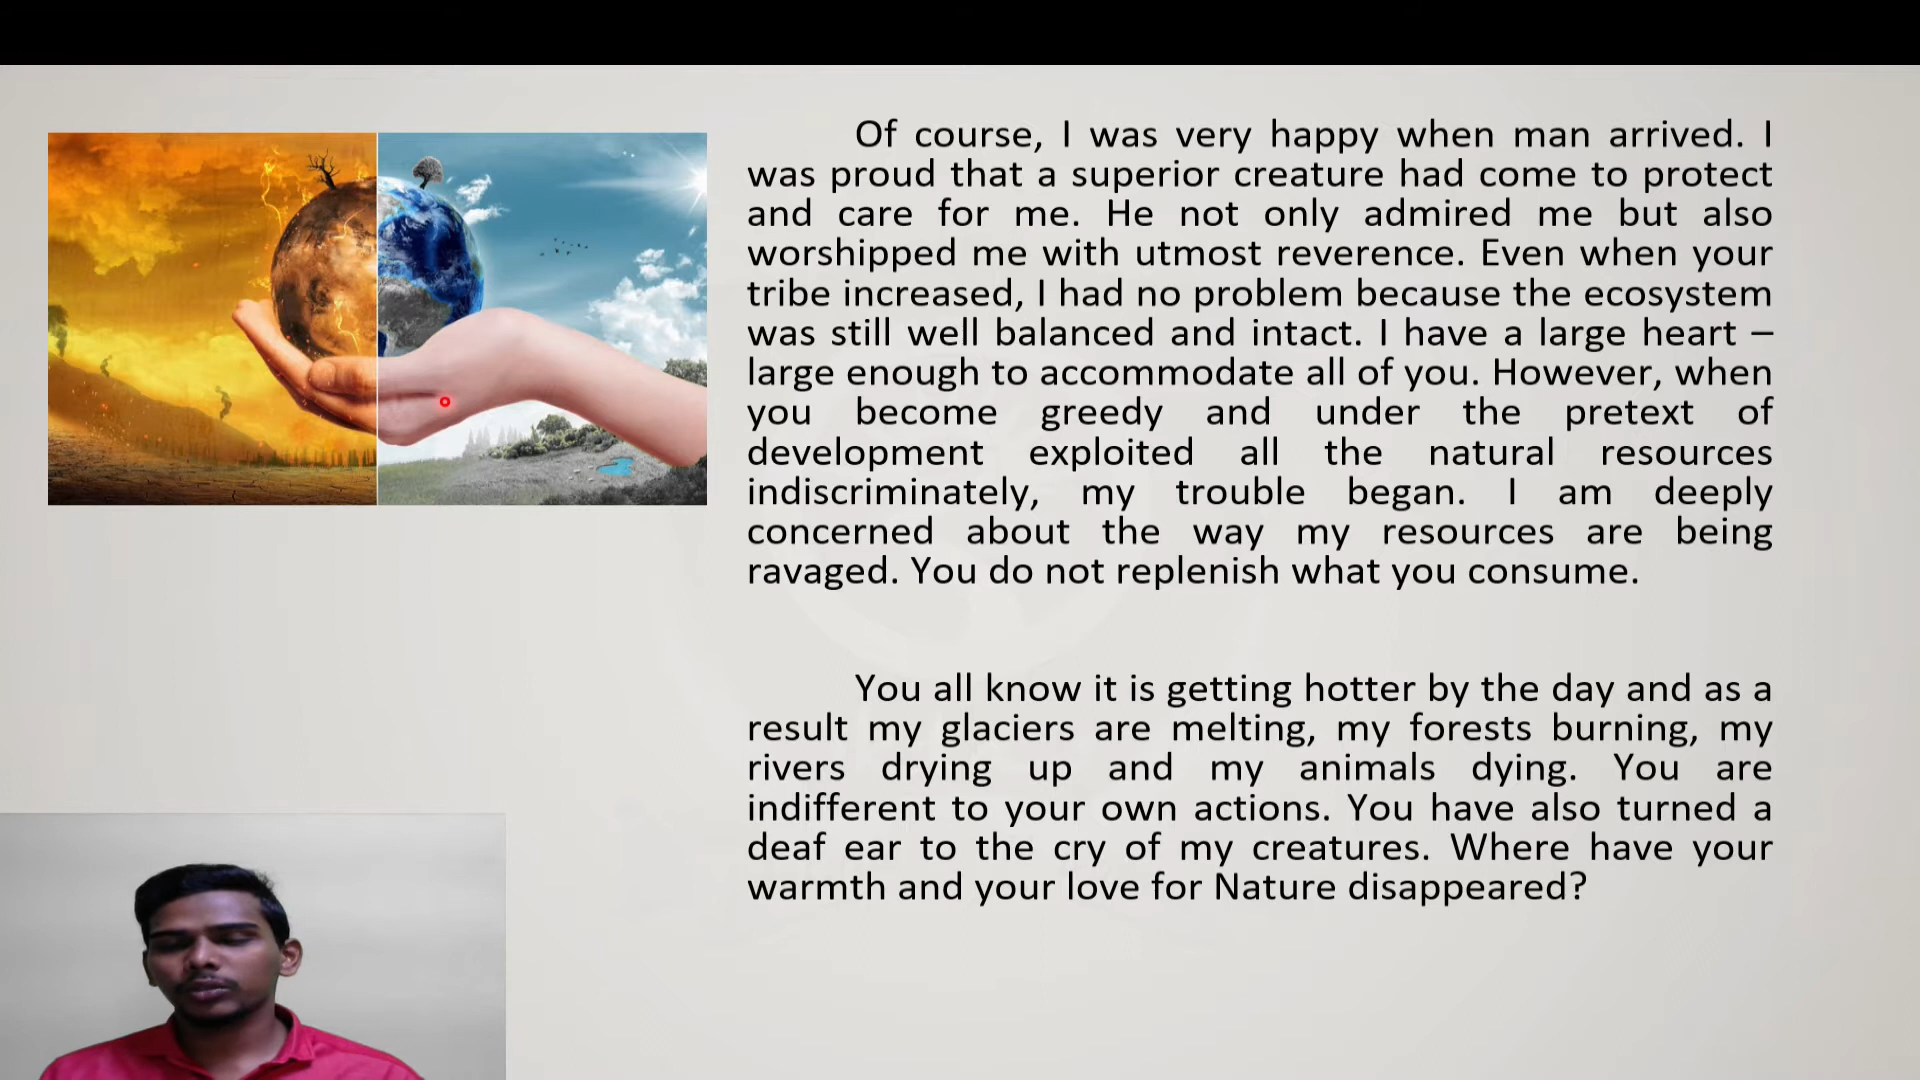 Of course, I was very happy when man arrived. I
was proud that a superior creature had come to protect
and care for me. He not only admired me but also
worshipped me with utmost reverence. Even when your
tribe increased, I had no problem because the ecosystem
was still well balanced and intact. I have a large heart –
large enough to accommodate all of you. However, when
you become greedy and under the pretext of
development exploited all the natural resources
indiscriminately, my trouble began. I am deeply
concerned about the way my resources are being
ravaged. You do not replenish what you consume.
You all know it is getting hotter by the day and as a
result my glaciers are melting, my forests burning, my
rivers drying up and my animals dying. You are
indifferent to your own actions. You have also turned a
deaf ear to the cry of my creatures. Where have your
warmth and your love for Nature disappeared?